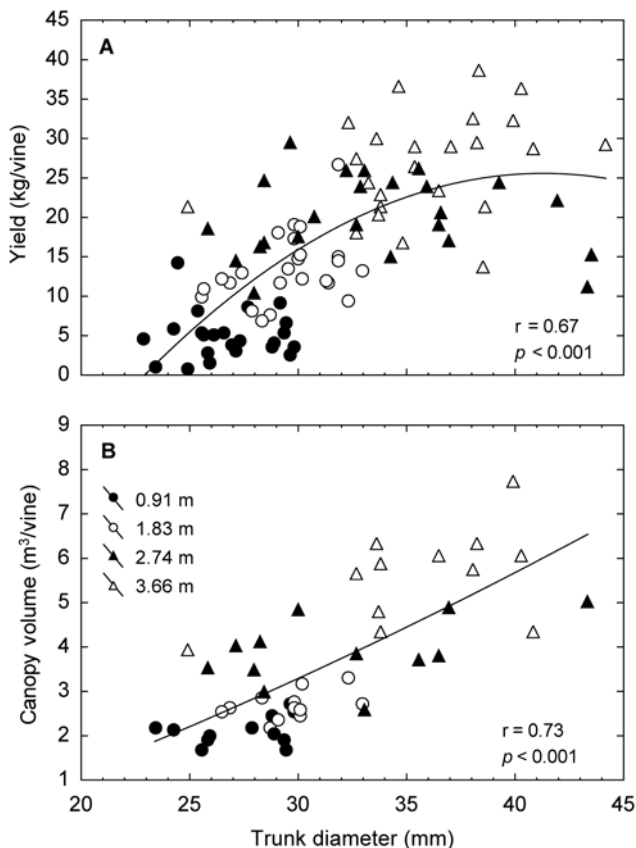 A
Yield (kg/vine)
45
40
35
30
25
20
15
10
5
0
r = 0.67
p < 0.001
B
Canopy volume (m³/vine)
9
8
7
6
5
4
3
2
1
0.91 m
1.83 m
2.74 m
3.66 m
r = 0.73
p < 0.001
20 25 30 35 40 45
Trunk diameter (mm)